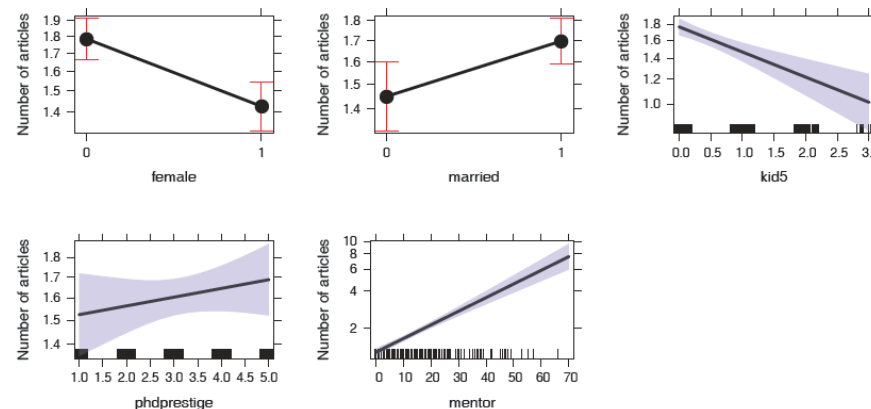 Number of articles
1.9
1.8
1.7
1.6
1.5
1.4
0
1
female
Number of articles
1.8
1.7
1.6
1.5
1.4
0
1
married
Number of articles
1.8
1.6
1.4
1.2
1.0
0.0 0.5 1.0 1.5 2.0 2.5 3.
kid5
Number of articles
1.8
1.7
1.6
1.5
1.4
1.0 1.5 2.0 2.5 3.0 3.5 4.0 4.5 5.0
phdprestige
Number of articles
10
8
6
4
2
0 10 20 30 40 50 60 70
mentor